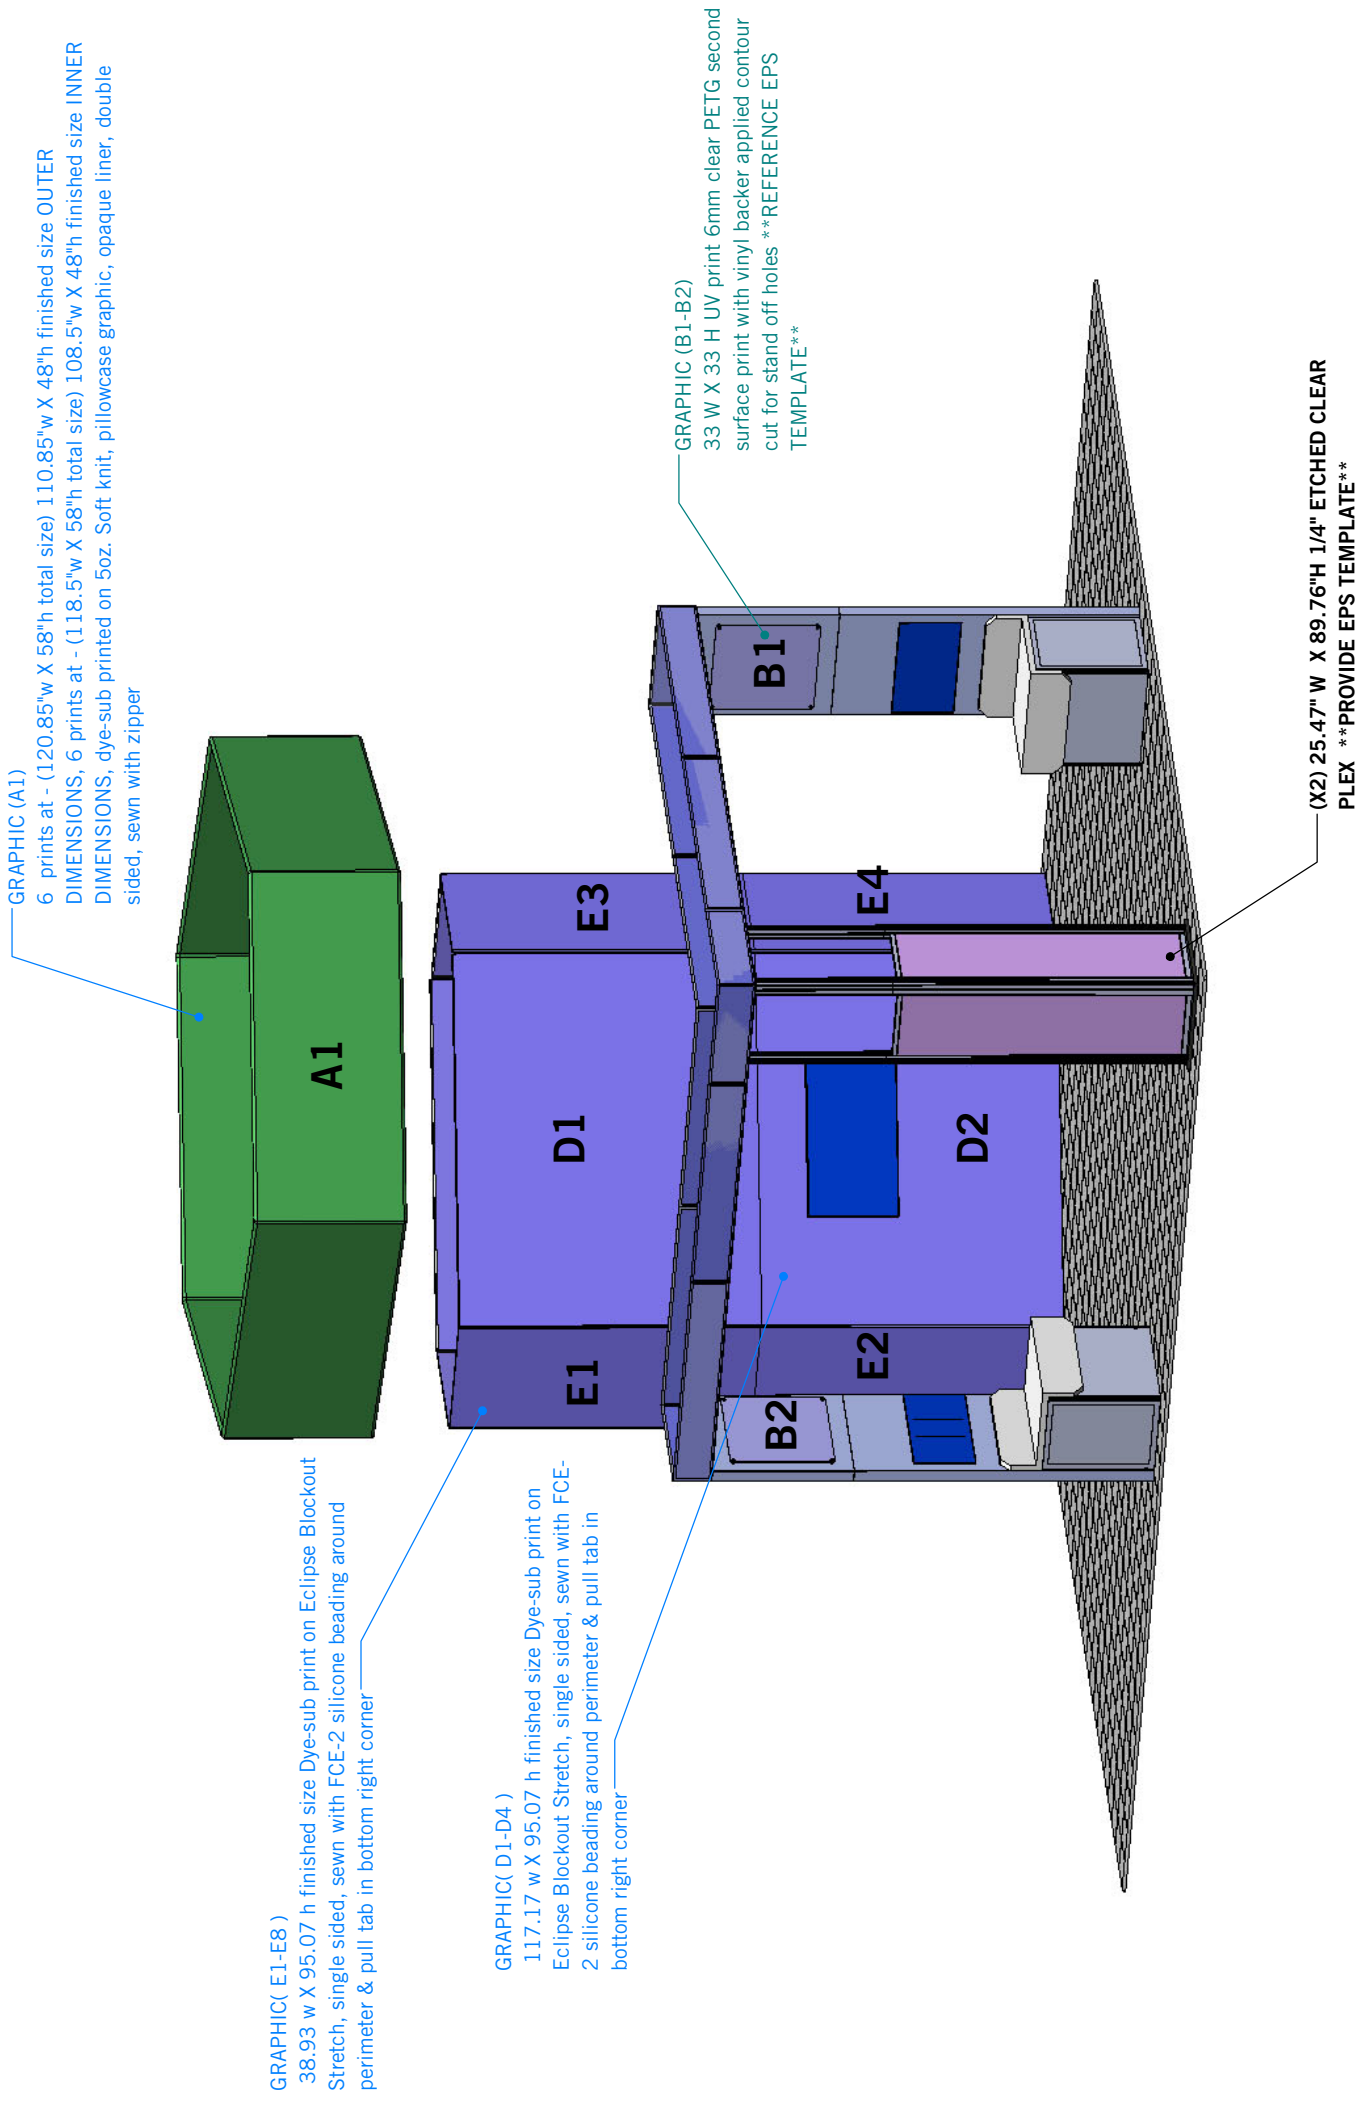 GRAPHIC (A1)
6 prints at - (120.85"w X 58"h total size) 110.85"w X 48"h finished size OUTER
DIMENSIONS, 6 prints at - (118.5"w X 58"h total size) 108.5"w X 48"h finished size INNER
DIMENSIONS, dye-sub printed on 5oz. Soft knit, pillowcase graphic, opaque liner, double
sided, sewn with zipper
GRAPHIC( E1-E8 )
38.93 w X 95.07 h finished size Dye-sub print on Eclipse Blockout
Stretch, single sided, sewn with FCE-2 silicone beading around
perimeter & pull tab in bottom right corner
GRAPHIC( D1-D4 )
117.17 w X 95.07 h finished size Dye-sub print on
Eclipse Blockout Stretch, single sided, sewn with FCE-
2 silicone beading around perimeter & pull tab in
bottom right corner
GRAPHIC (B1-B2)
33 W X 33 H UV print 6mm clear PETG second
surface print with vinyl backer applied contour
cut for stand off holes **REFERENCE EPS
TEMPLATE**
A1
E1
D1
E3
B2
E2
D2
E4
B1
(X2) 25.47" W X 89.76"H 1/4" ETCHED CLEAR
PLEX **PROVIDE EPS TEMPLATE**